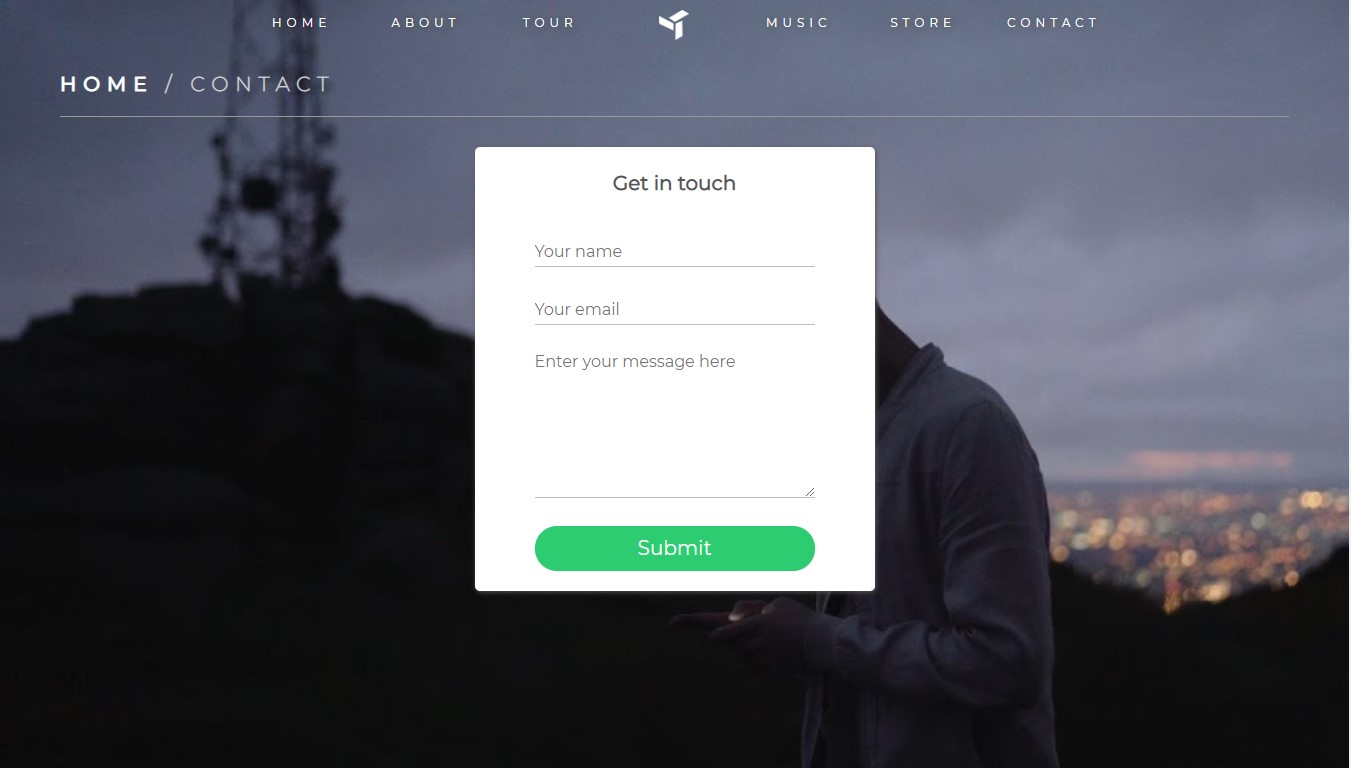 HOME ABOUT TOUR MUSIC STORE CONTACT
HOME / CONTACT
Get in touch
Your name
Your email
Enter your message here
Submit